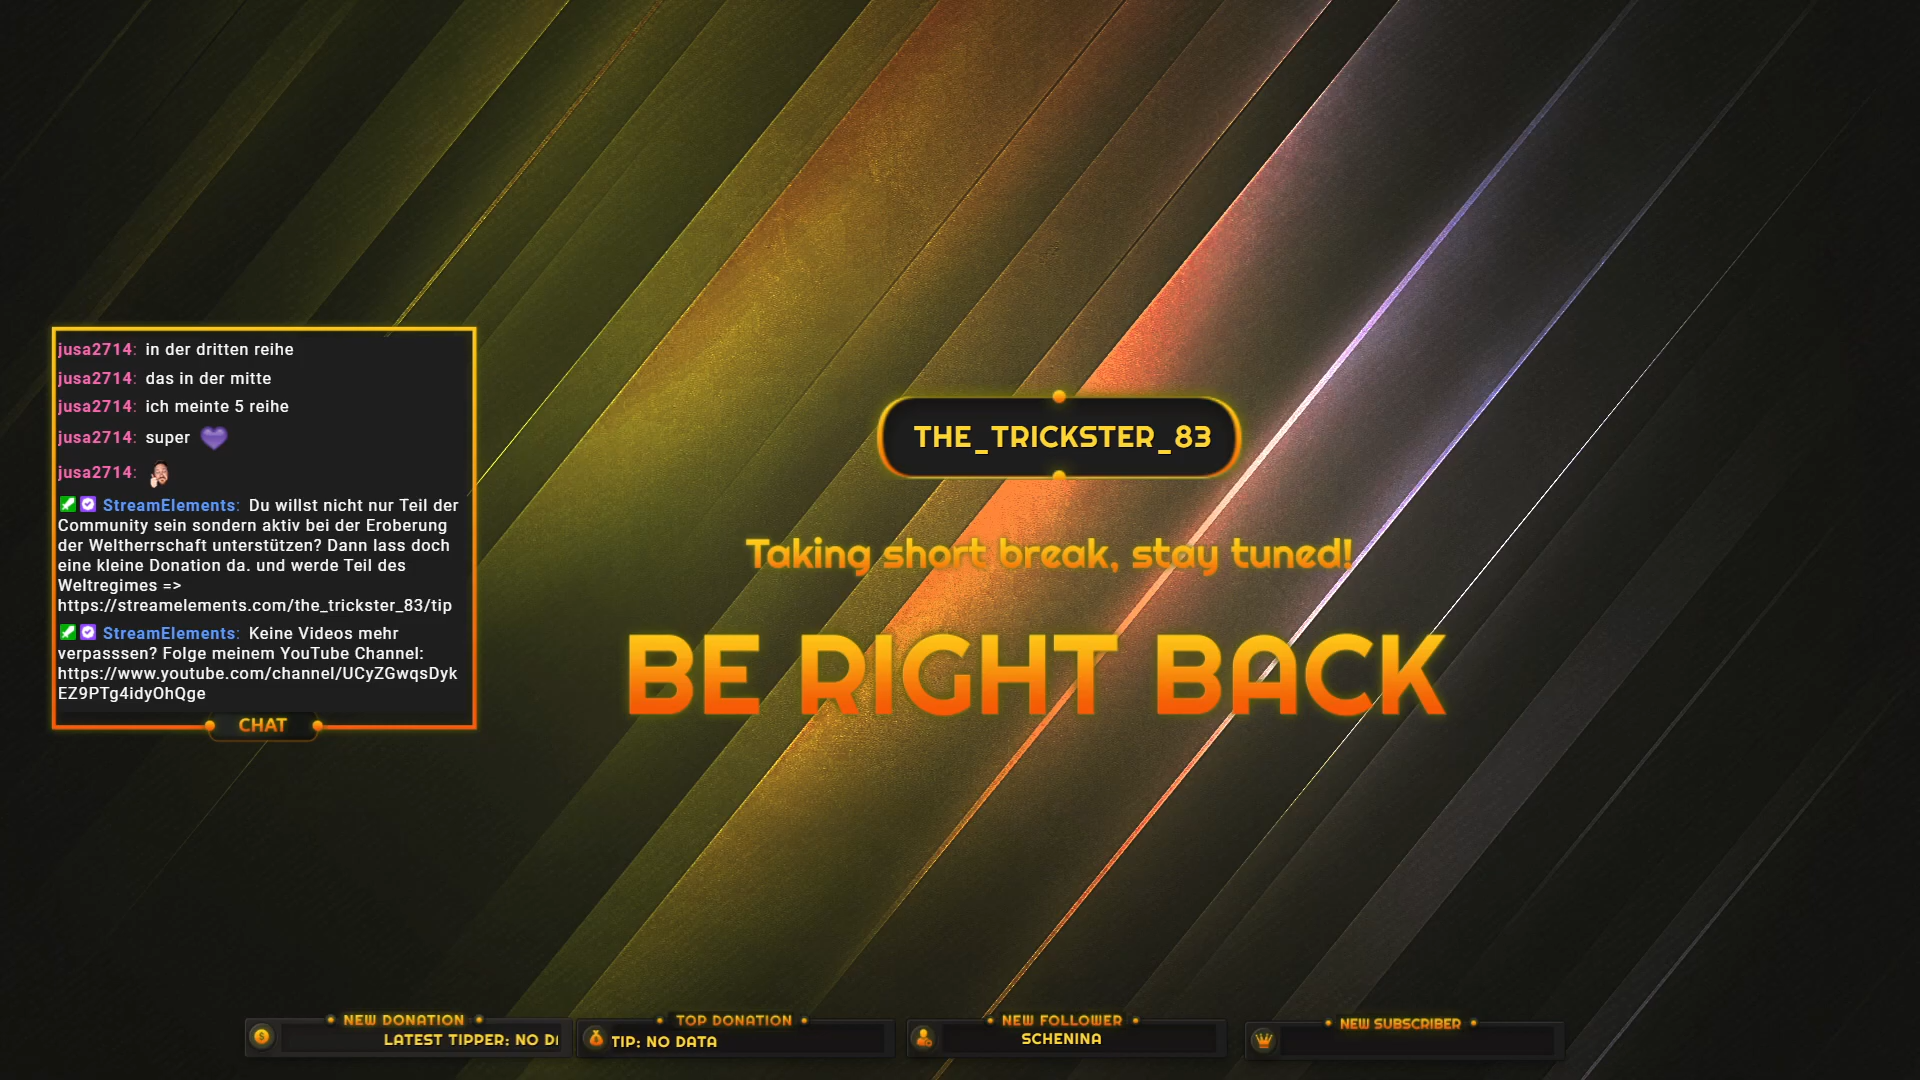 jusa2714: in der dritten reihe
jusa2714: das in der mitte
jusa2714: ich meinte 5 reihe
jusa2714: super
jusa2714:
StreamElements: Du willst nicht nur Teil der
Community sein sondern aktiv bei der Eroberung
der Weltherrschaft unterstützen? Dann lass doch
eine kleine Donation da. und werde Teil des
Weltregimes =>
https://streamelements.com/the_trickster_83/tip
StreamElements: Keine Videos mehr
verpasssen? Folge meinem YouTube Channel:
https://www.youtube.com/channel/UCyZGwqsDyk
EZ9PTg4idyOhQge
CHAT
THE_TRICKSTER_83
Taking short break, stay tuned!
BE RIGHT BACK
NEW DONATION
LATEST TIPPER: NO D
TOP DONATION
TIP: NO DATA
NEW FOLLOWER
SCHENINA
NEW SUBSCRIBER